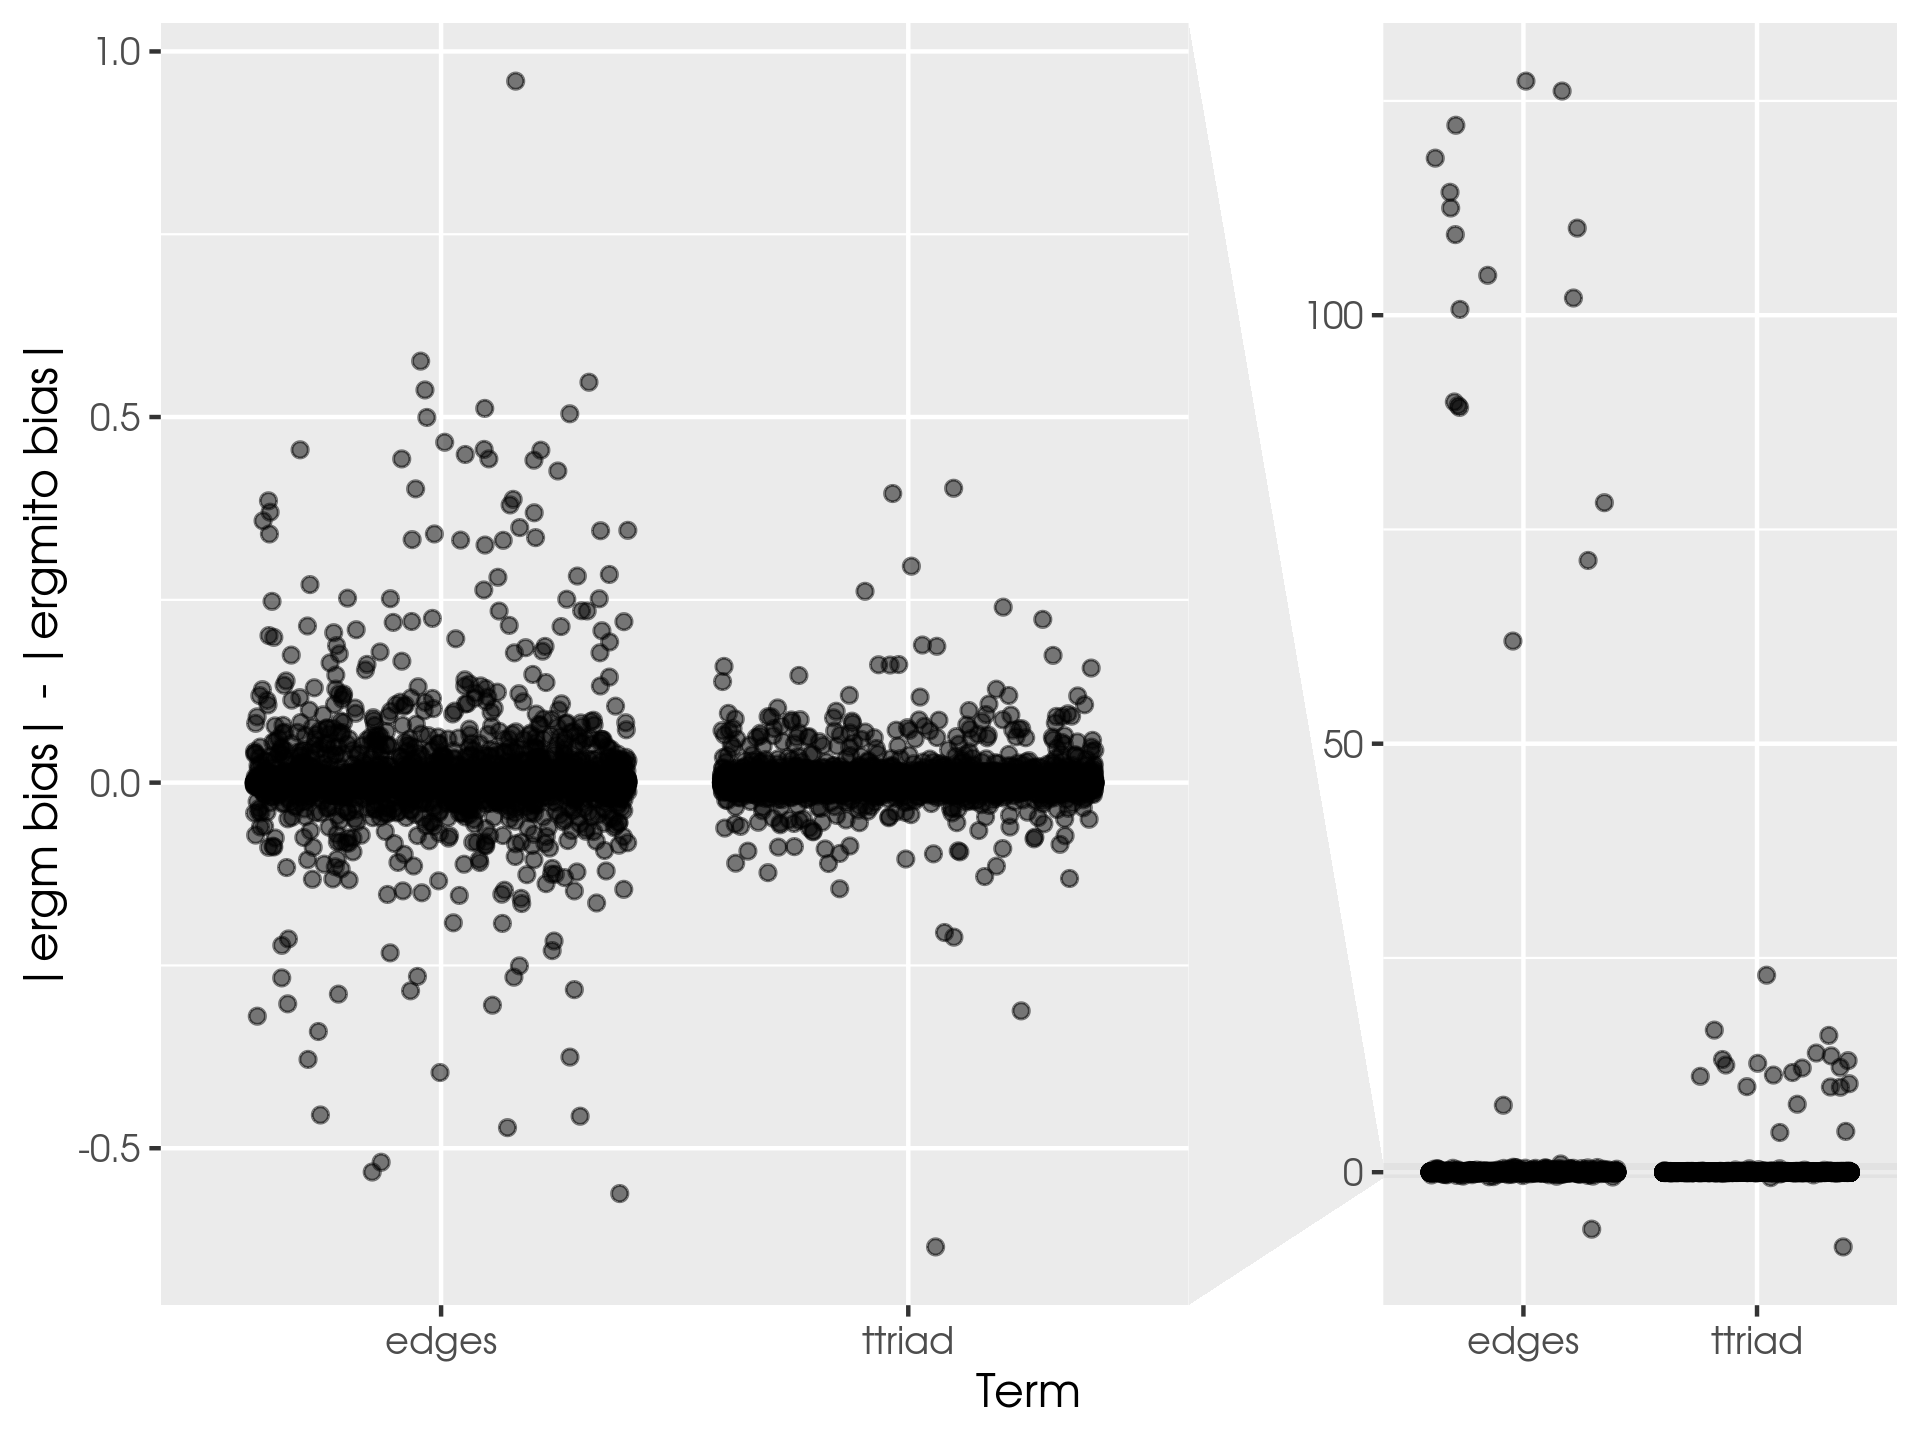 |ergm bias| - |ergmito bias|
1.0
0.5
0.0
-0.5
edges
ttriad
100
50
0
edges
ttriad
Term